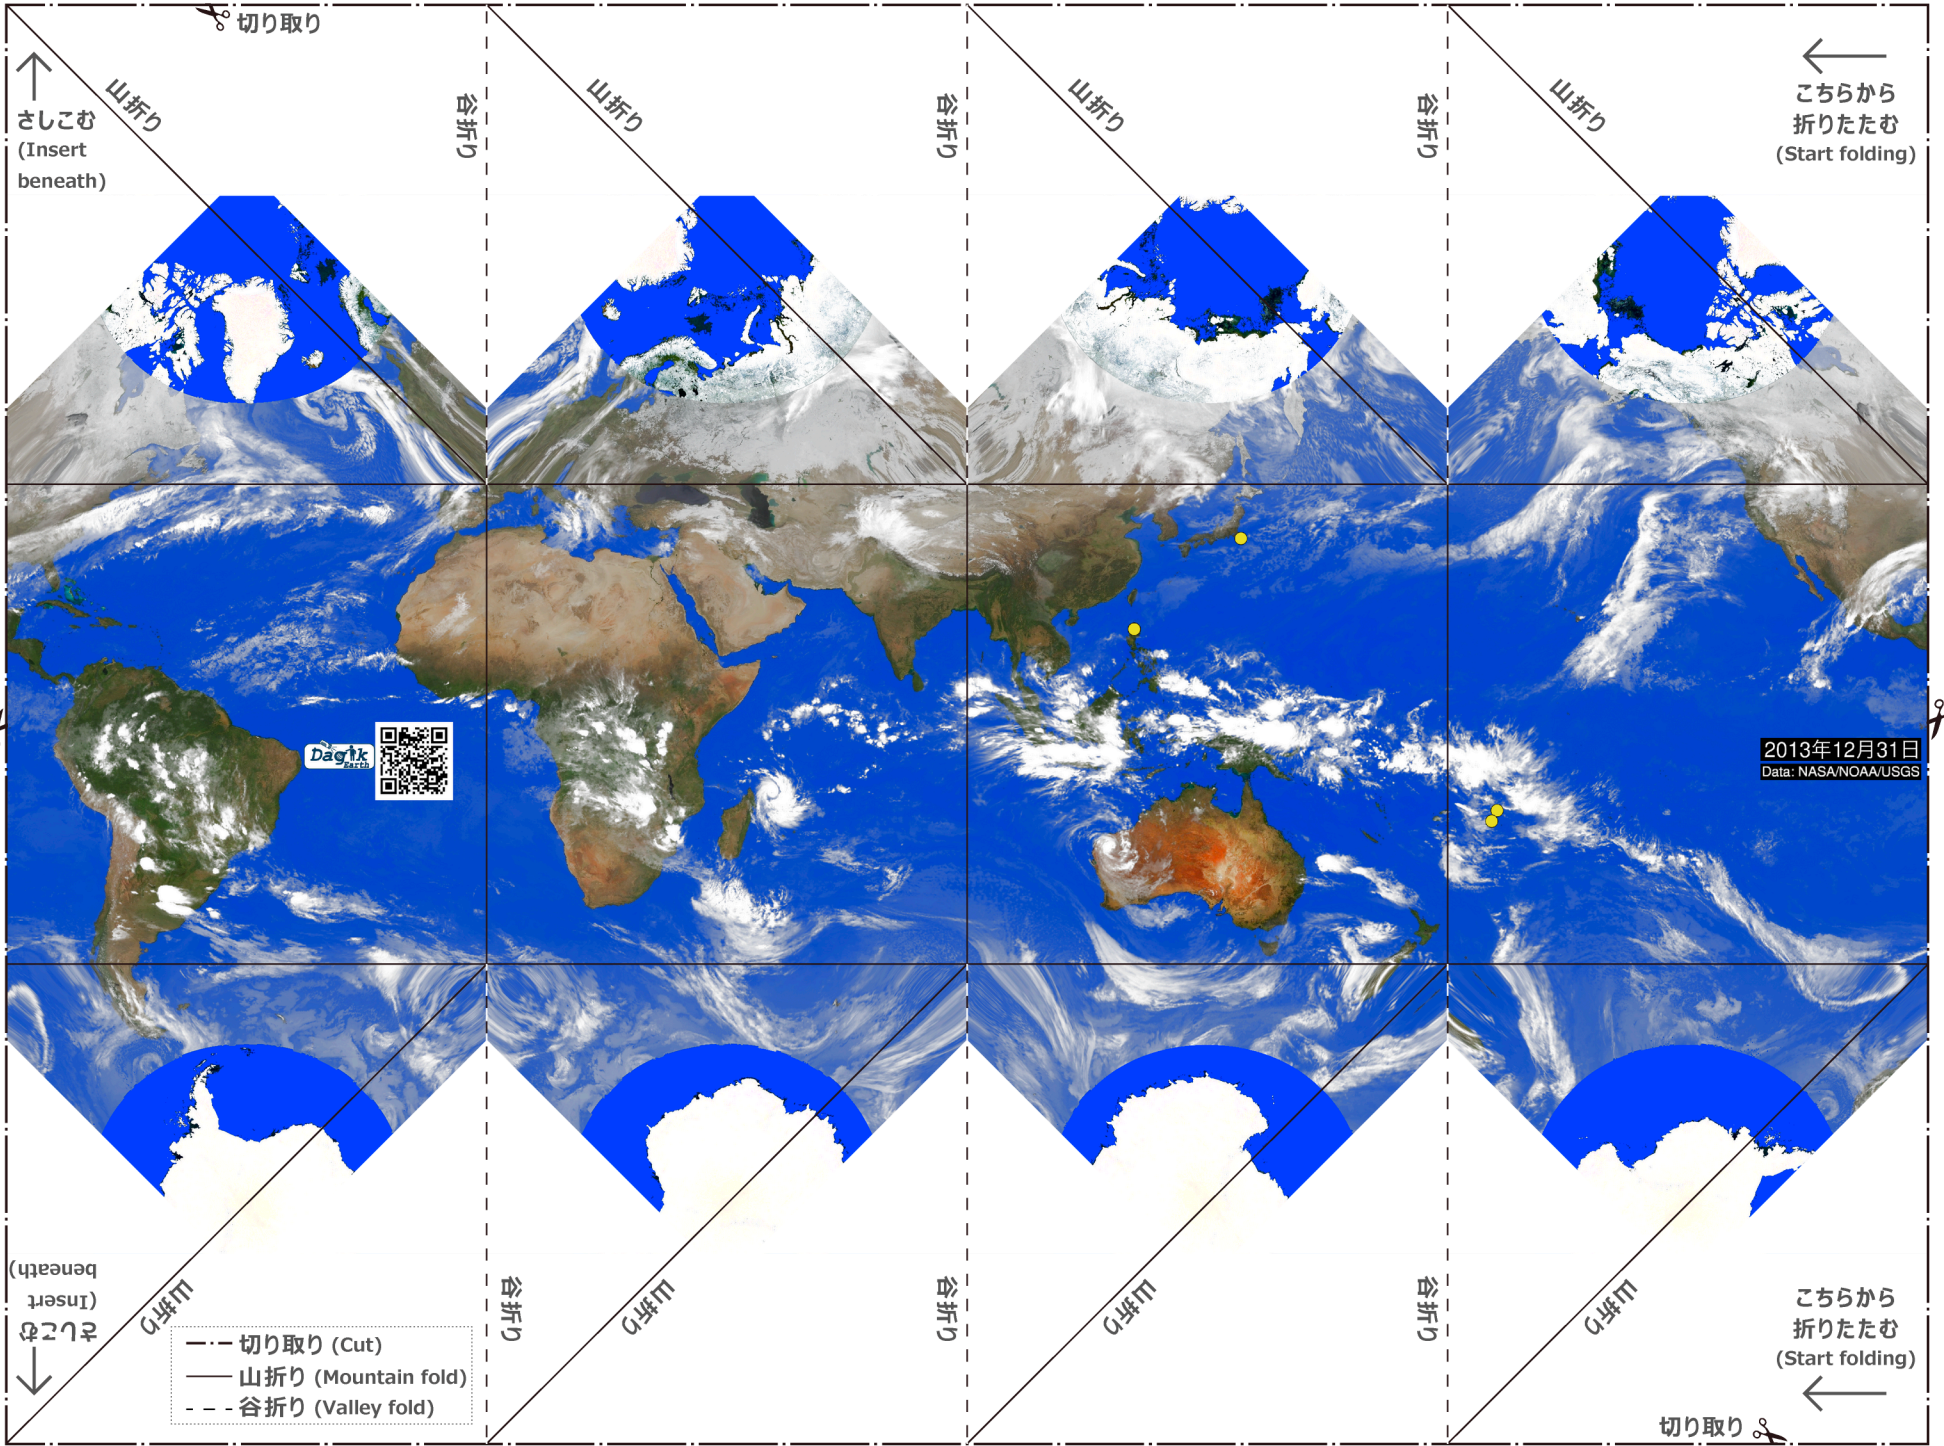 切り取り
山折り
谷折り
山折り
谷折り
山折り
谷折り
山折り
さしこむ
(Insert
beneath)
こちらから
折りたたむ
(Start folding)
Dagik
Earth
2013年12月31日
Data: NASA/NOAA/USGS
さしこむ
(Insert
beneath)
山折り
谷折り
山折り
谷折り
山折り
谷折り
山折り
こちらから
折りたたむ
(Start folding)
切り取り (Cut)
山折り (Mountain fold)
谷折り (Valley fold)
切り取り